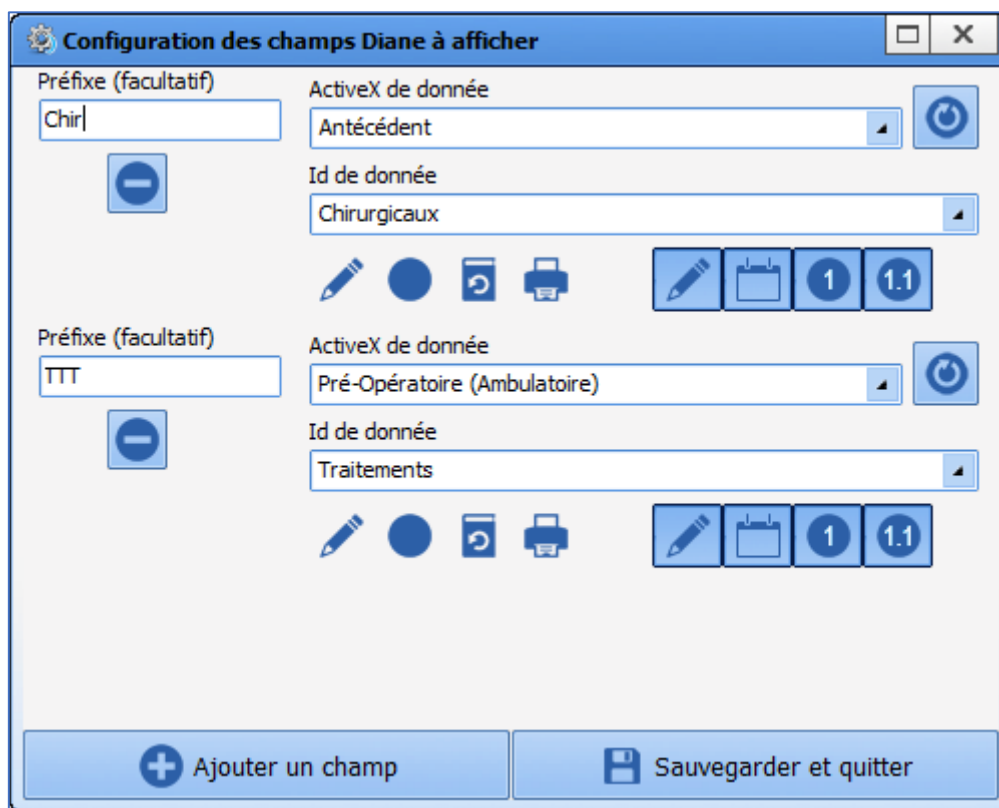 Configuration des champs Diane à afficher
Préfixe (facultatif)
Chir
ActiveX de donnée
Antécédent
Id de donnée
Chirurgicaux
1
1.1
Préfixe (facultatif)
TTT
ActiveX de donnée
Pré-Opératoire (Ambulatoire)
Id de donnée
Traitements
1
1.1
Ajouter un champ
Sauvegarder et quitter